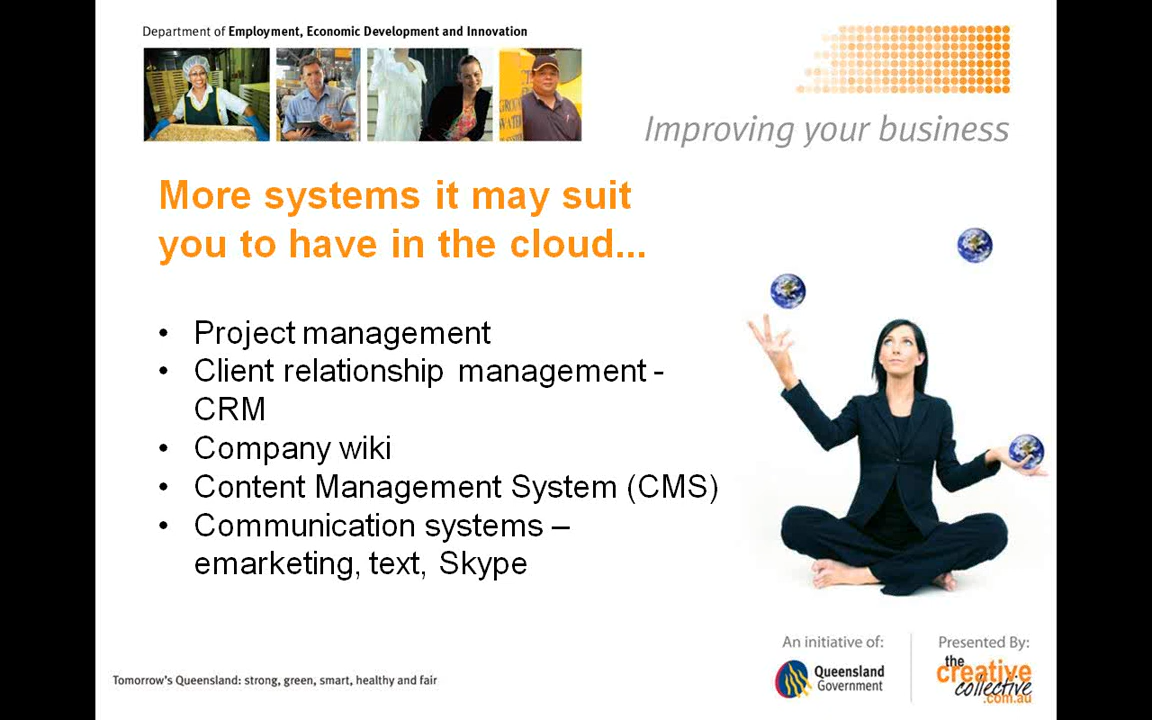 Department of Employment, Economic Development and Innovation
Improving your business
More systems it may suit
you to have in the cloud...
• Project management
• Client relationship management -
CRM
• Company wiki
• Content Management System (CMS)
• Communication systems –
emarketing, text, Skype
An initiative of:
Presented By:
Queensland
Government
the
creative
collective
.com.au
Tomorrow's Queensland: strong, green, smart, healthy and fair